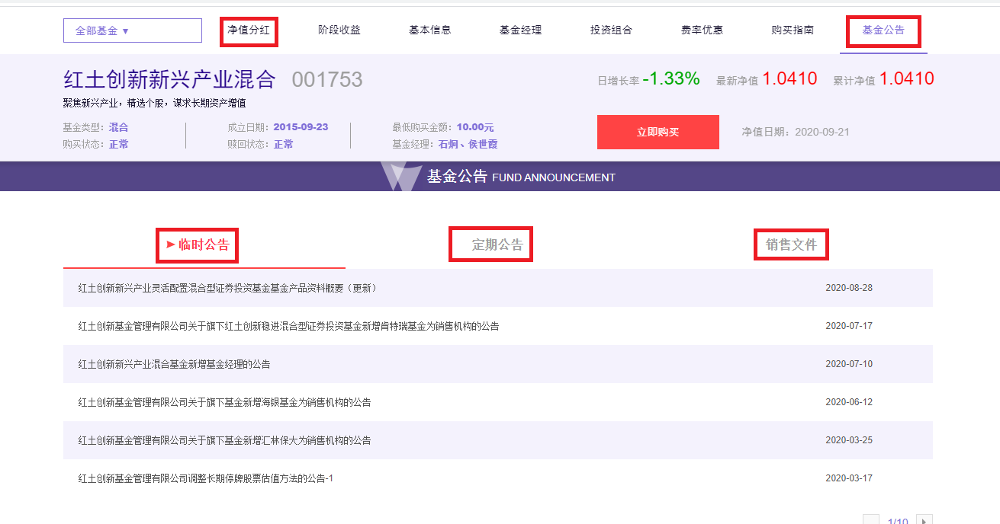 全部基金 ▼ 净值分红 阶段收益 基本信息 基金经理 投资组合 费率优惠 购买指南 基金公告
红土创新新兴产业混合 001753 日增长率 -1.33% 最新净值 1.0410 累计净值 1.0410
聚焦新兴产业，精选个股，谋求长期资产增值
基金类型：混合 成立日期：2015-09-23 最低购买金额：10.00元
购买状态：正常 赎回状态：正常 基金经理：石炯、侯世霞
立即购买 净值日期：2020-09-21
基金公告 FUND ANNOUNCEMENT
►临时公告 定期公告 销售文件
红土创新新兴产业灵活配置混合型证券投资基金基金产品资料概要（更新） 2020-08-28
红土创新基金管理有限公司关于旗下红土创新稳进混合型证券投资基金新增肯特瑞基金为销售机构的公告 2020-07-17
红土创新新兴产业混合基金新增基金经理的公告 2020-07-10
红土创新基金管理有限公司关于旗下基金新增海银基金为销售机构的公告 2020-06-12
红土创新基金管理有限公司关于旗下基金新增汇林保大为销售机构的公告 2020-03-25
红土创新基金管理有限公司调整长期停牌股票估值方法的公告-1 2020-03-17
1/10